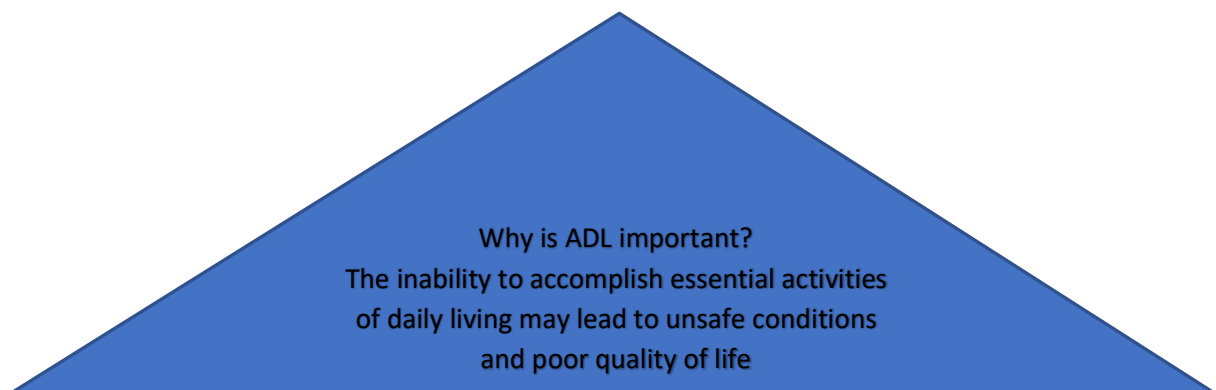 Why is ADL important?
The inability to accomplish essential activities
of daily living may lead to unsafe conditions
and poor quality of life